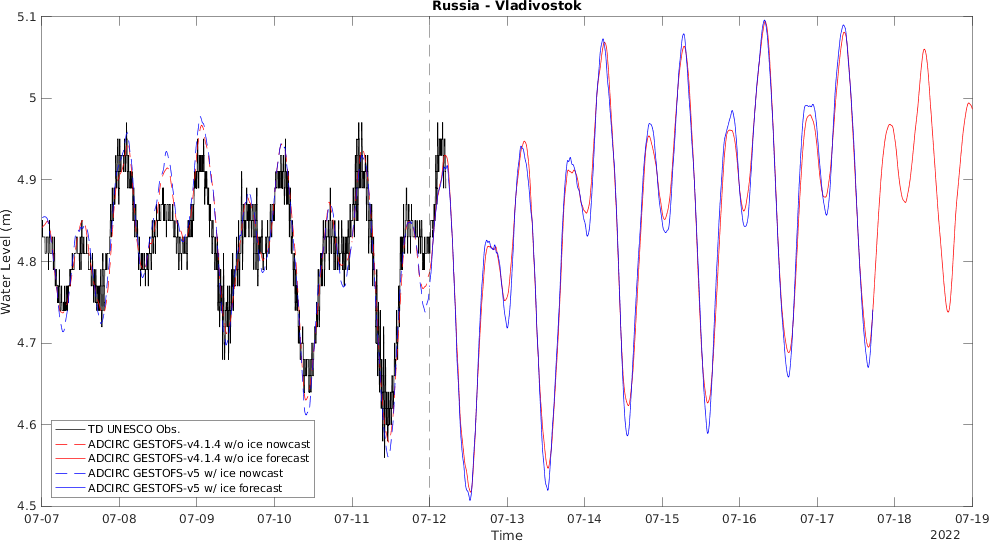 Russia - Vladivostok
5.1
5
4.9
4.8
4.7
4.6
4.5
Water Level (m)
TD UNESCO Obs.
ADCIRC GESTOFS-v4.1.4 w/o ice nowcast
ADCIRC GESTOFS-v4.1.4 w/o ice forecast
ADCIRC GESTOFS-v5 w/ ice nowcast
ADCIRC GESTOFS-v5 w/ ice forecast
07-07 07-08 07-09 07-10 07-11 07-12 07-13 07-14 07-15 07-16 07-17 07-18 07-19
Time
2022